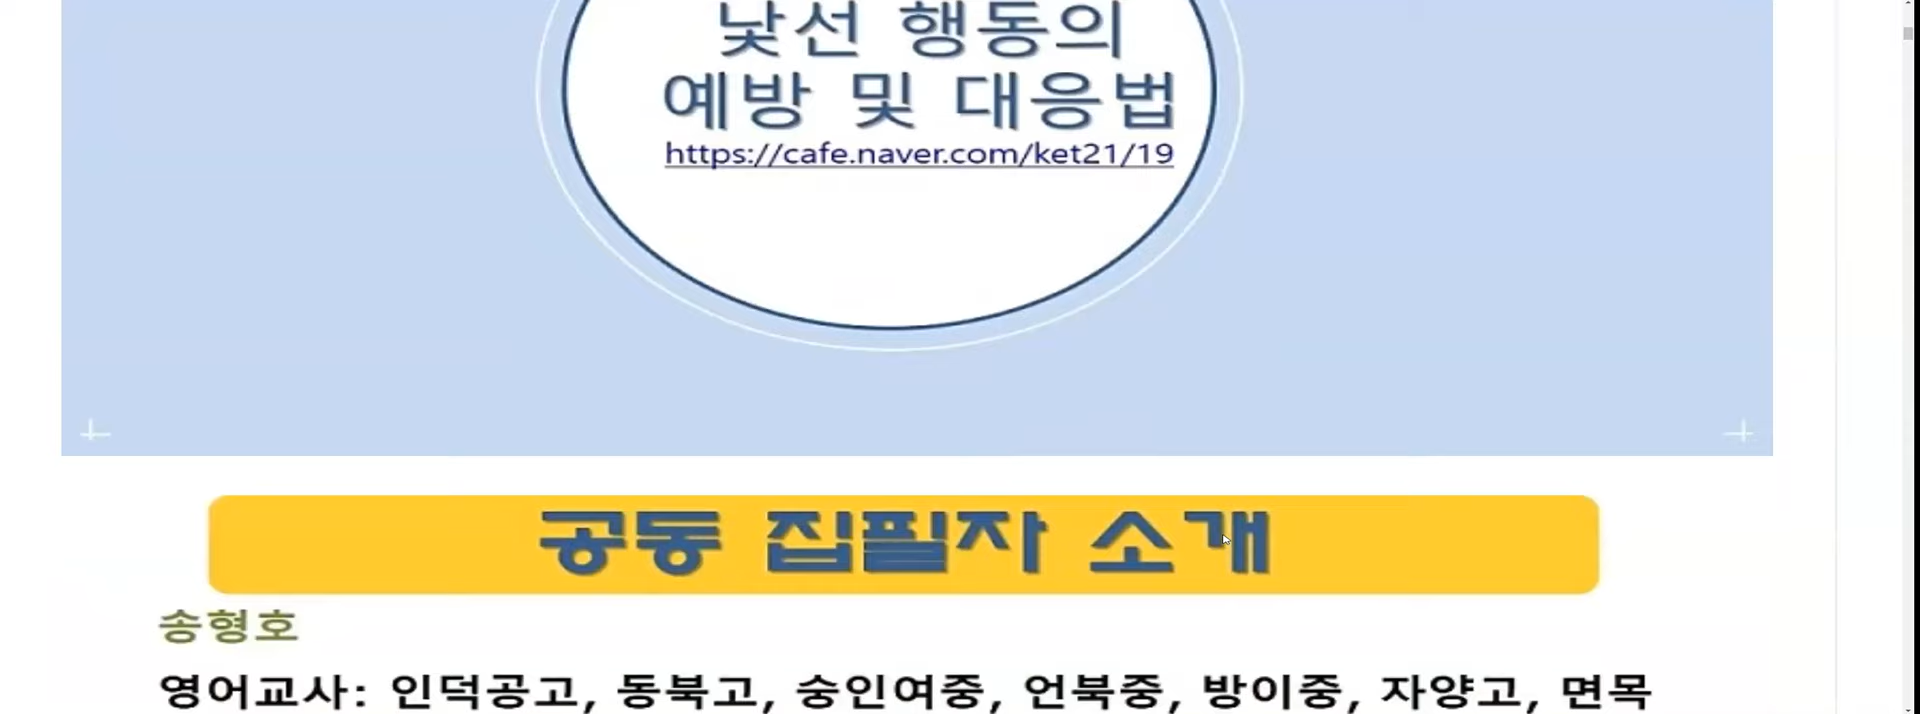 낯선 행동의
예방 및 대응법
https://cafe.naver.com/ket21/19
공동 집필자 소개
송형호
영어교사: 인덕공고, 동북고, 숭인여중, 언북중, 방이중, 자양고, 면목